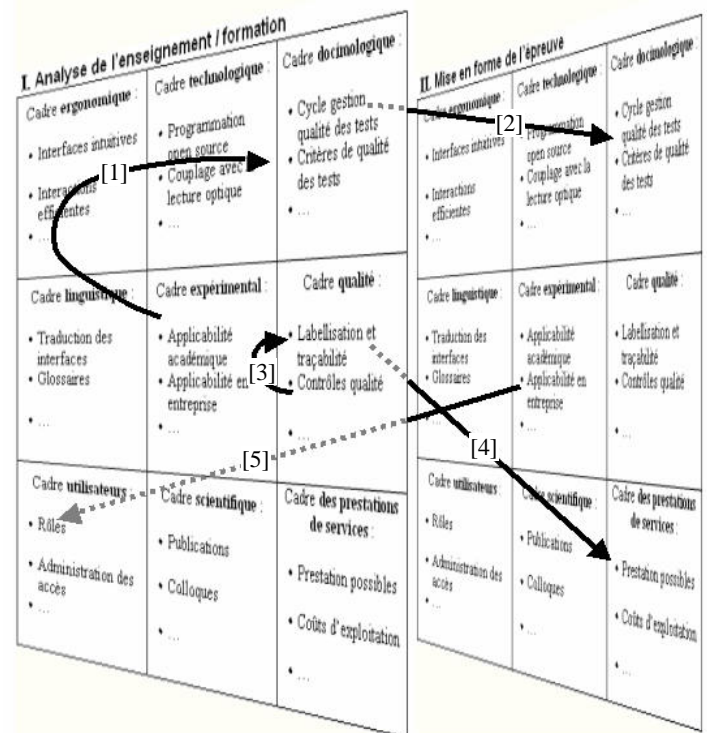 I. Analyse de l'enseignement / formation
Cadre ergonomique :
• Interfaces intuitives
• Interactions
efficientes
• ...
Cadre technologique :
• Programmation
open source
• Couplage avec
lecture optique
• ...
Cadre docimologique :
• Cycle gestion
qualité des tests
• Critères de qualité
des tests
• ...
Cadre linguistique :
• Traduction des
interfaces
• Glossaires
• ...
Cadre expérimental :
• Applicabilité
académique
• Applicabilité en
entreprise
• ...
Cadre qualité :
• Labellisation et
traçabilité
• Contrôles qualité
• ...
Cadre utilisateurs :
• Rôles
• Administration des
accès
• ...
Cadre scientifique :
• Publications
• Colloques
• ...
Cadre des prestations
de services :
• Prestation possibles
• Coûts d'exploitation
• ...
II. Mise en forme de l'épreuve
Cadre ergonomique :
• Interfaces intuitives
• Interactions
efficientes
• ...
Cadre technologique :
• Programmation
open source
• Couplage avec la
lecture optique
• ...
Cadre docimologique :
• Cycle gestion
qualité des tests
• Critères de qualité
des tests
• ...
Cadre linguistique :
• Traduction des
interfaces
• Glossaires
• ...
Cadre expérimental :
• Applicabilité
académique
• Applicabilité en
entreprise
• ...
Cadre qualité :
• Labellisation et
traçabilité
• Contrôles qualité
• ...
Cadre utilisateurs :
• Rôles
• Administration des
accès
• ...
Cadre scientifique :
• Publications
• Colloques
• ...
Cadre des prestations
de services :
• Prestation possibles
• Coûts d'exploitation
• ...
[1]
[2]
[3]
[4]
[5]